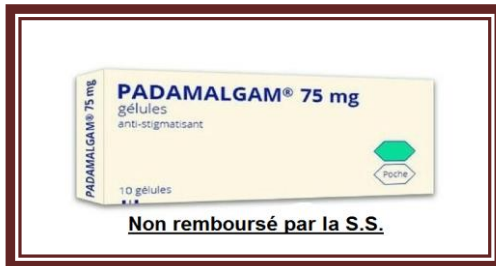 PADAMALGAM® 75 mg
PADAMALGAM® 75 mg
gélules
anti-stigmatisant
Poche
10 gélules
Non remboursé par la S.S.